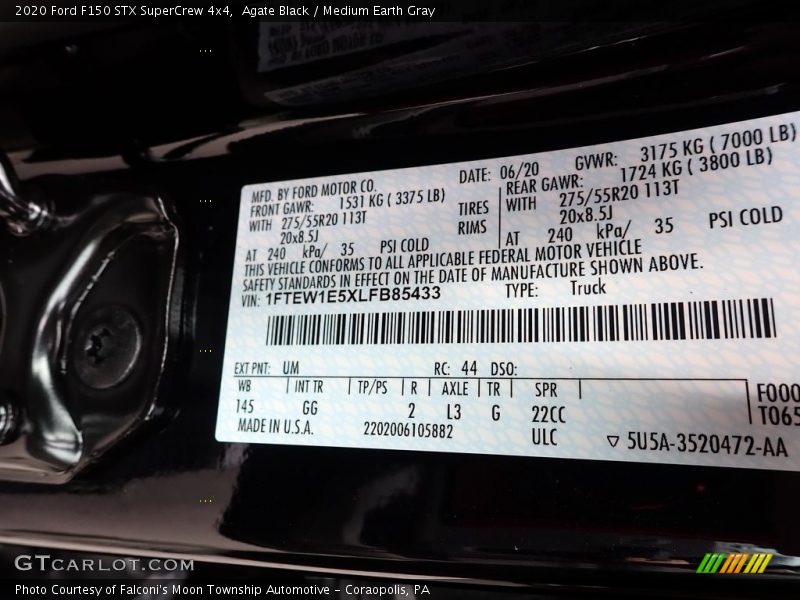 2020 Ford F150 STX SuperCrew 4x4,  Agate Black / Medium Earth Gray
MFD. BY FORD MOTOR CO.
DATE: 06/20
GVWR: 3175 KG ( 7000 LB)
FRONT GAWR: 1531 KG ( 3375 LB)
REAR GAWR: 1724 KG ( 3800 LB)
WITH 275/55R20 113T
TIRES
WITH 275/55R20 113T
20x8.5J
RIMS
20x8.5J
AT 240 kPa/ 35 PSI COLD
AT 240 kPa/ 35 PSI COLD
THIS VEHICLE CONFORMS TO ALL APPLICABLE FEDERAL MOTOR VEHICLE
SAFETY STANDARDS IN EFFECT ON THE DATE OF MANUFACTURE SHOWN ABOVE.
VIN: 1FTEW1E5XLFB85433
TYPE: Truck
EXT PNT: UM
RC: 44 DSO:
WB INT TR TP/PS R AXLE TR SPR
F000
145 GG 2 L3 G 22CC
T065
MADE IN U.S.A.
2202006105882
ULC
5U5A-3520472-AA
GTCARLOT.COM
Photo Courtesy of Falconi's Moon Township Automotive – Coraopolis, PA